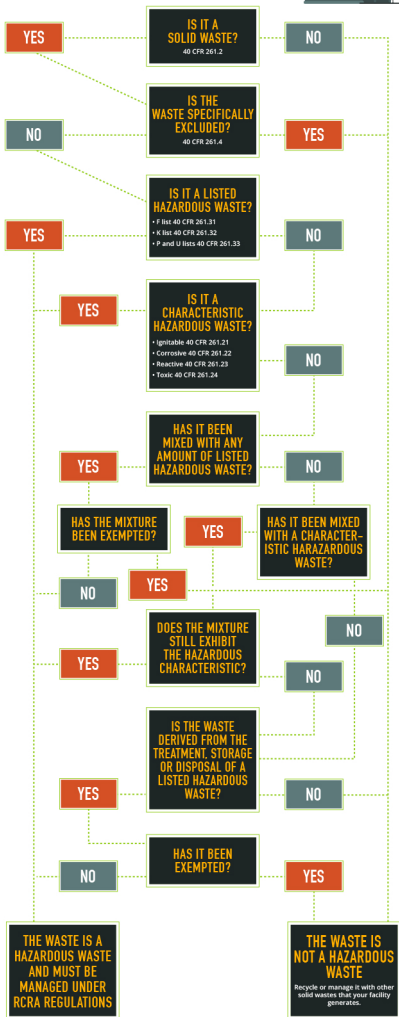 IS IT A
SOLID WASTE?
40 CFR 261.2
YES
NO
IS THE
WASTE SPECIFICALLY
EXCLUDED?
40 CFR 261.4
NO
YES
IS IT A LISTED
HAZARDOUS WASTE?
• F list 40 CFR 261.31
• K list 40 CFR 261.32
• P and U lists 40 CFR 261.33
YES
NO
IS IT A
CHARACTERISTIC
HAZARDOUS WASTE?
• Ignitable 40 CFR 261.21
• Corrosive 40 CFR 261.22
• Reactive 40 CFR 261.23
• Toxic 40 CFR 261.24
YES
NO
HAS IT BEEN
MIXED WITH ANY
AMOUNT OF LISTED
HAZARDOUS WASTE?
YES
NO
HAS THE MIXTURE
BEEN EXEMPTED?
YES
HAS IT BEEN MIXED
WITH A CHARACTER-
ISTIC HARAZARDOUS
WASTE?
NO
YES
NO
DOES THE MIXTURE
STILL EXHIBIT
THE HAZARDOUS
CHARACTERISTIC?
YES
NO
IS THE WASTE
DERIVED FROM THE
TREATMENT, STORAGE
OR DISPOSAL OF A
LISTED HAZARDOUS
WASTE?
YES
NO
HAS IT BEEN
EXEMPTED?
NO
YES
THE WASTE IS A
HAZARDOUS WASTE
AND MUST BE
MANAGED UNDER
RCRA REGULATIONS
THE WASTE IS
NOT A HAZARDOUS
WASTE
Recycle or manage it with other
solid wastes that your facility
generates.